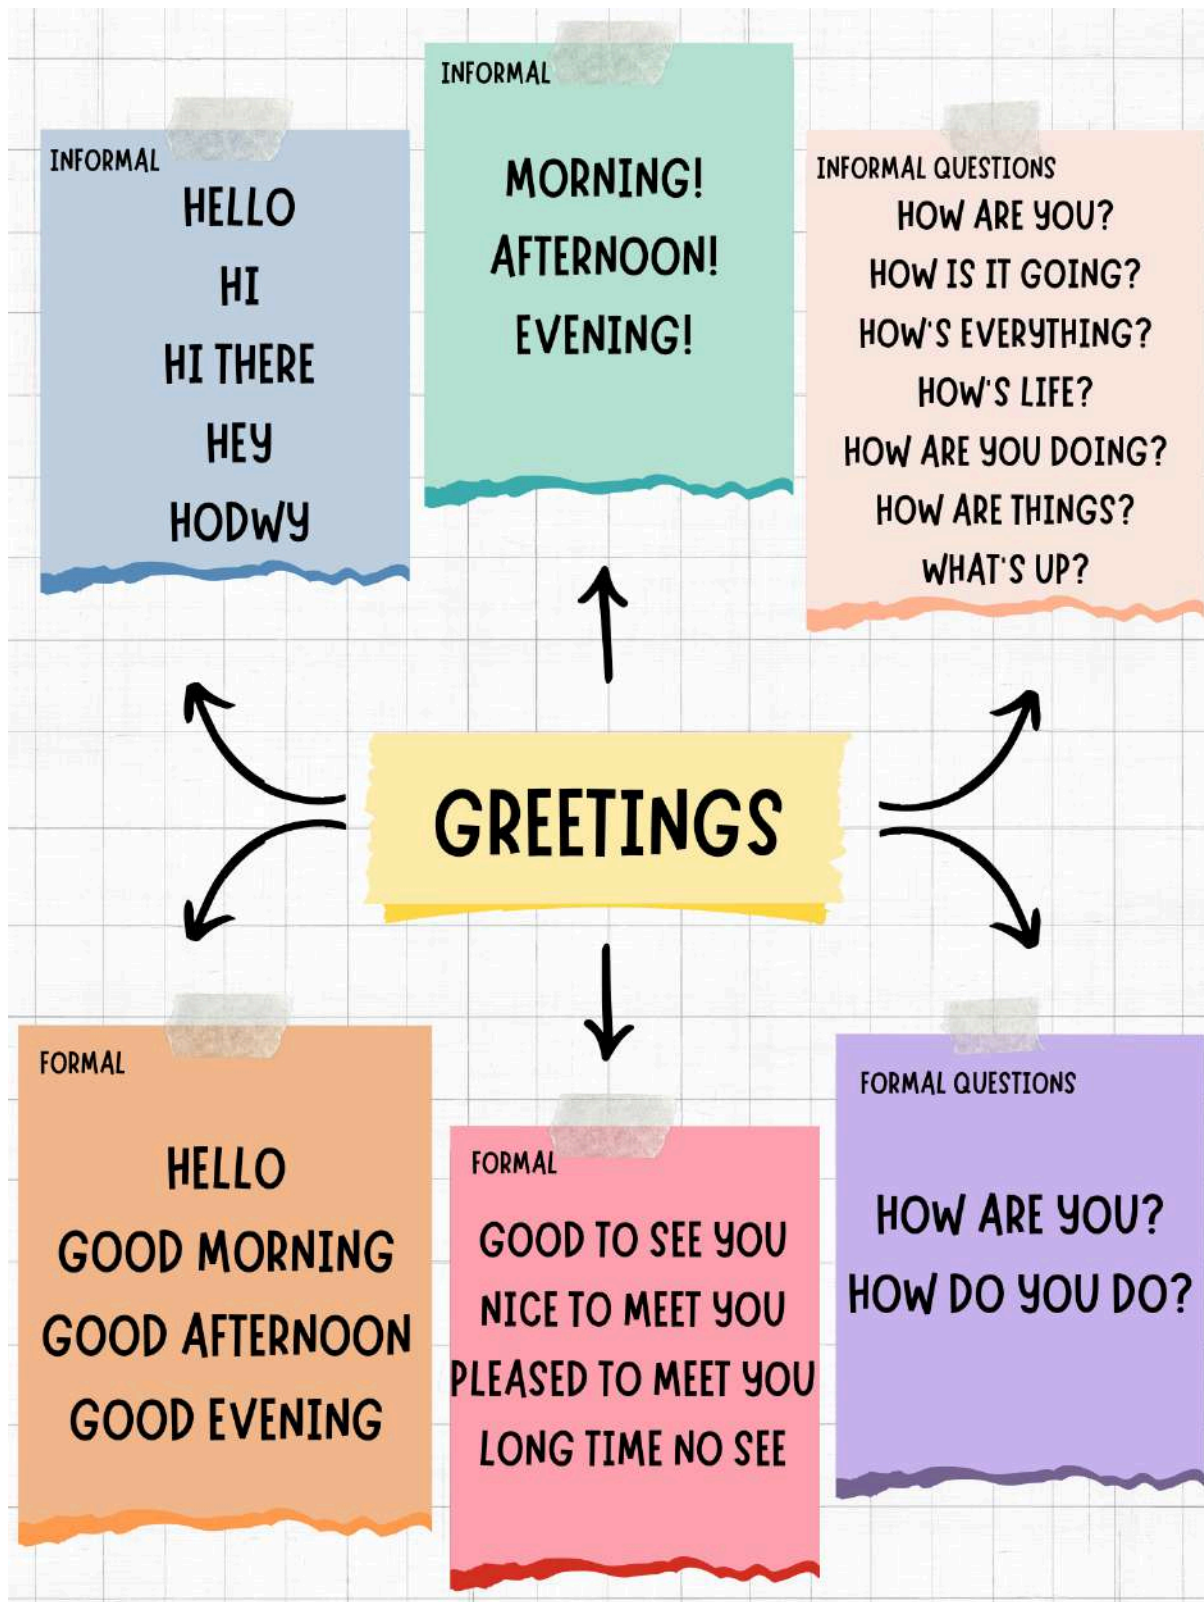 INFORMAL
HELLO
HI
HI THERE
HEY
HODWY
INFORMAL
MORNING!
AFTERNOON!
EVENING!
INFORMAL QUESTIONS
HOW ARE YOU?
HOW IS IT GOING?
HOW'S EVERYTHING?
HOW'S LIFE?
HOW ARE YOU DOING?
HOW ARE THINGS?
WHAT'S UP?
GREETINGS
FORMAL
HELLO
GOOD MORNING
GOOD AFTERNOON
GOOD EVENING
FORMAL
GOOD TO SEE YOU
NICE TO MEET YOU
PLEASED TO MEET YOU
LONG TIME NO SEE
FORMAL QUESTIONS
HOW ARE YOU?
HOW DO YOU DO?